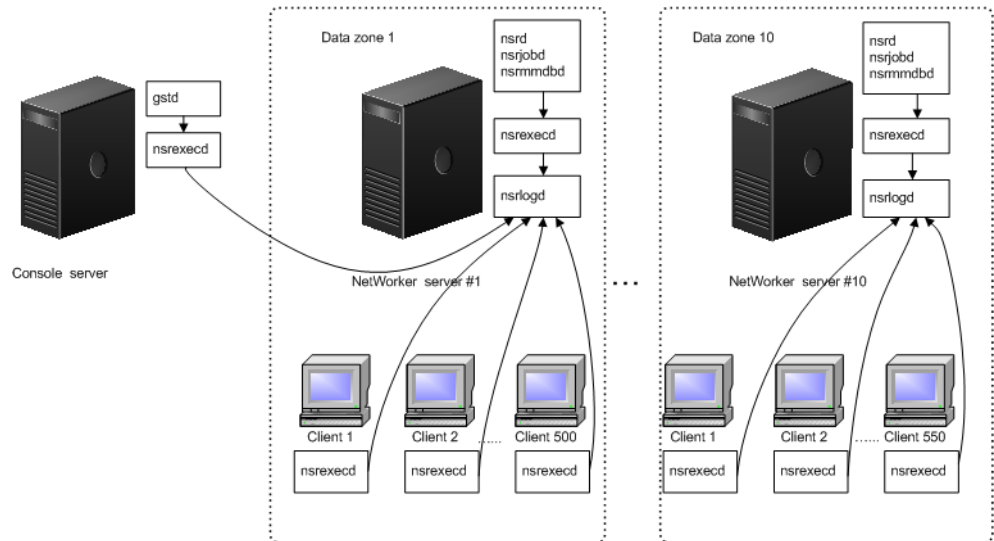 gstd
nsrexecd
Console server
Data zone 1
nsrd
nsrjobd
nsrmmdbd
nsrexecd
nsrlogd
NetWorker server #1
Client 1
Client 2
......
Client 500
nsrexecd
nsrexecd
nsrexecd
...
Data zone 10
nsrd
nsrjobd
nsrmmdbd
nsrexecd
nsrlogd
NetWorker server #10
Client 1
Client 2
......
Client 550
nsrexecd
nsrexecd
nsrexecd